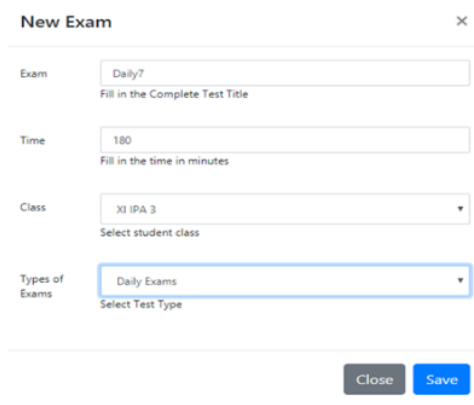 New Exam ×
Exam
Daily7
Fill in the Complete Test Title
Time
180
Fill in the time in minutes
Class
XI IPA 3
Select student class
Types of
Exams
Daily Exams
Select Test Type
Close
Save